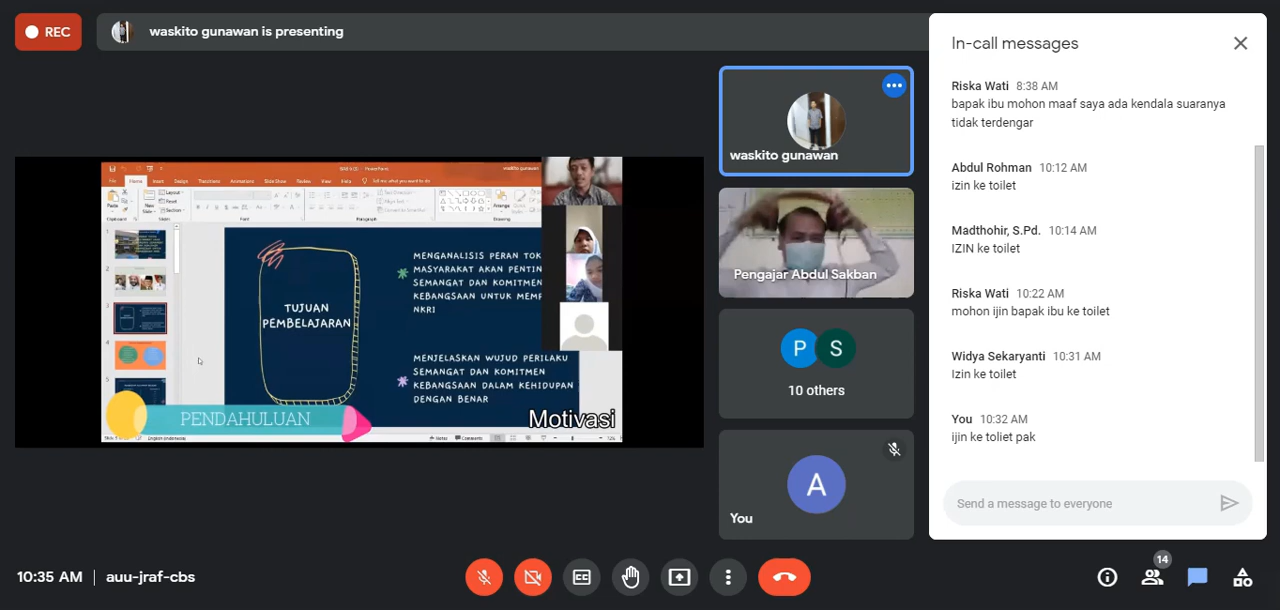 REC
waskito gunawan is presenting
In-call messages
Riska Wati 8:38 AM
bapak ibu mohon maaf saya ada kendala suaranya
tidak terdengar
Abdul Rohman 10:12 AM
izin ke toilet
Madthohir, S.Pd. 10:14 AM
IZIN ke toilet
Riska Wati 10:22 AM
mohon ijin bapak ibu ke toilet
Widya Sekaryanti 10:31 AM
Izin ke toilet
You 10:32 AM
ijin ke toliet pak
Send a message to everyone
waskito gunawan
Pengajar Abdul Sakban
P S
10 others
A
You
TUJUAN
PEMBELAJARAN
MENGANALISIS PERAN TOK
MASYARAKAT AKAN PENTIN
SEMANGAT DAN KOMITMEN
KEBANGSAAN UNTUK MEMP
NKRI
MENJELASKAN WUJUD PERILAKU
SEMANGAT DAN KOMITMEN
KEBANGSAAN DALAM KEHIDUPAN
DENGAN BENAR
PENDAHULUAN
Motivasi
10:35 AM | auu-jraf-cbs
14